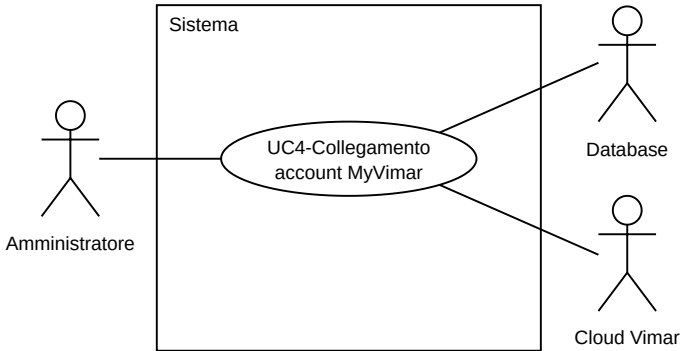 Sistema
UC4-Collegamento
account MyVimar
Database
Amministratore
Cloud Vimar